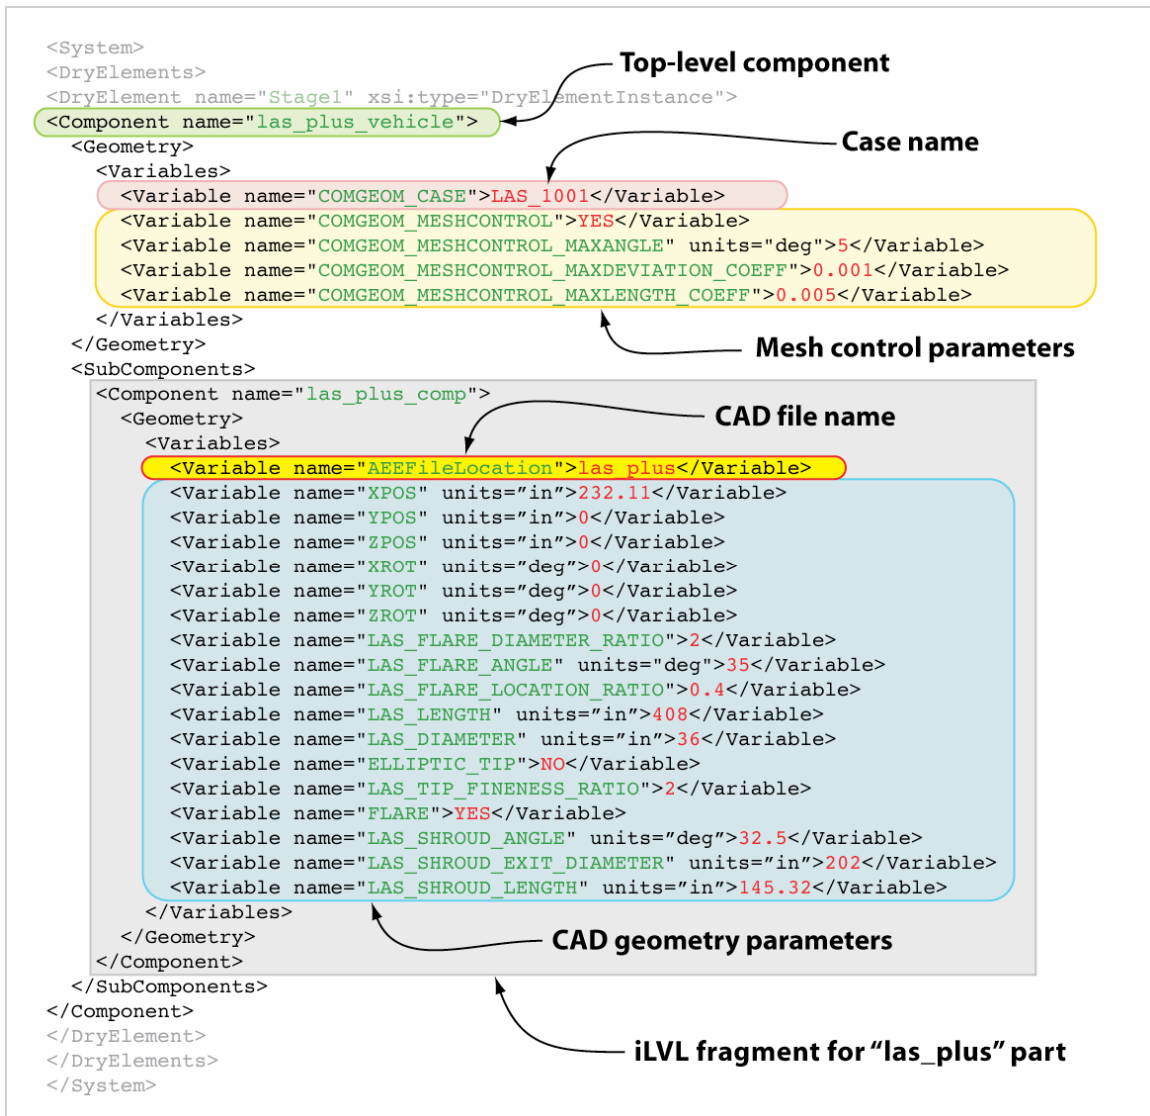 <System>
<DryElements>
<DryElement name="Stage1" xsi:type="DryElementInstance">
Top-level component
<Component name="las_plus_vehicle">
<Geometry>
Case name
<Variables>
<Variable name="COMGEOM_CASE">LAS_1001</Variable>
<Variable name="COMGEOM_MESHCONTROL">YES</Variable>
<Variable name="COMGEOM_MESHCONTROL_MAXANGLE" units="deg">5</Variable>
<Variable name="COMGEOM_MESHCONTROL_MAXDEVIATION_COEFF">0.001</Variable>
<Variable name="COMGEOM_MESHCONTROL_MAXLENGTH_COEFF">0.005</Variable>
</Variables>
</Geometry>
Mesh control parameters
<SubComponents>
<Component name="las_plus_comp">
<Geometry>
CAD file name
<Variables>
<Variable name="AEEFileLocation">las_plus</Variable>
<Variable name="XPOS" units=”in”>232.11</Variable>
<Variable name="YPOS" units=”in”>0</Variable>
<Variable name="ZPOS" units=”in”>0</Variable>
<Variable name="XROT" units=”deg”>0</Variable>
<Variable name="YROT" units=”deg”>0</Variable>
<Variable name="ZROT" units=”deg”>0</Variable>
<Variable name="LAS_FLARE_DIAMETER_RATIO">2</Variable>
<Variable name="LAS_FLARE_ANGLE" units="deg">35</Variable>
<Variable name="LAS_FLARE_LOCATION_RATIO">0.4</Variable>
<Variable name="LAS_LENGTH" units=”in”>408</Variable>
<Variable name="LAS_DIAMETER" units=”in”>36</Variable>
<Variable name="ELLIPTIC_TIP">NO</Variable>
<Variable name="LAS_TIP_FINENESS_RATIO">2</Variable>
<Variable name="FLARE">YES</Variable>
<Variable name="LAS_SHROUD_ANGLE" units=”deg”>32.5</Variable>
<Variable name="LAS_SHROUD_EXIT_DIAMETER" units=”in”>202</Variable>
<Variable name="LAS_SHROUD_LENGTH" units=”in”>145.32</Variable>
</Variables>
</Geometry>
CAD geometry parameters
</Component>
</SubComponents>
</Component>
</DryElement>
iLVL fragment for “las_plus” part
</DryElements>
</System>